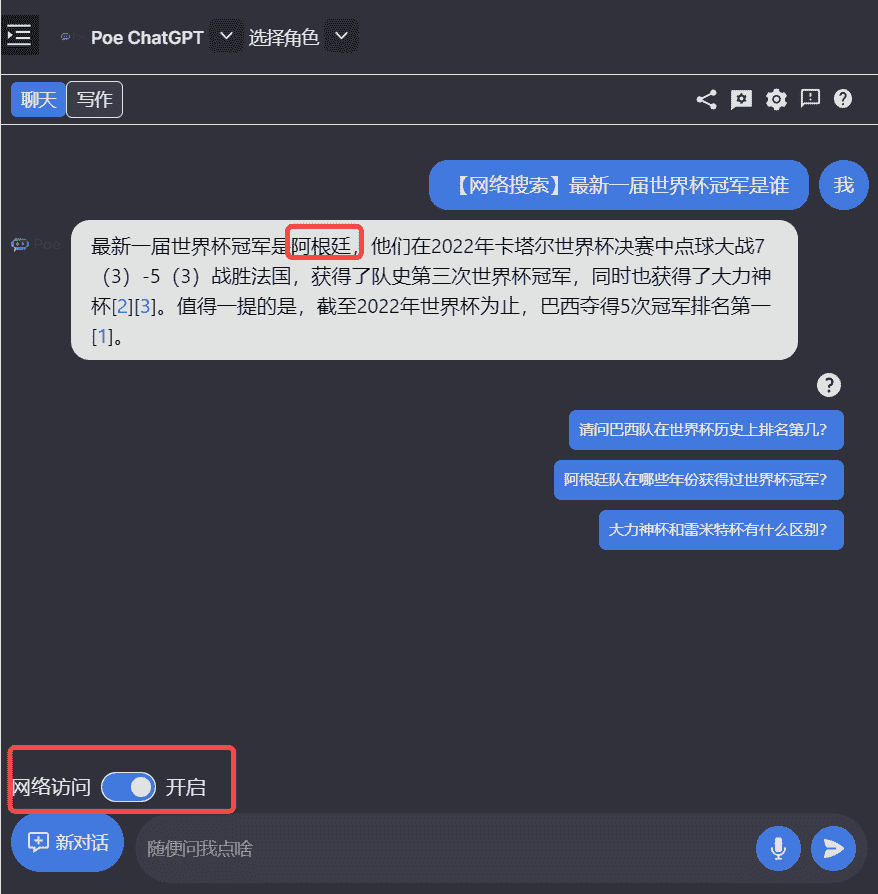 Poe ChatGPT 选择角色
聊天 写作
【网络搜索】最新一届世界杯冠军是谁 我
Poe
最新一届世界杯冠军是阿根廷，他们在2022年卡塔尔世界杯决赛中点球大战7
（3）-5（3）战胜法国，获得了队史第三次世界杯冠军，同时也获得了大力神
杯[2][3]。值得一提的是，截至2022年世界杯为止，巴西夺得5次冠军排名第一
[1]。
?
请问巴西队在世界杯历史上排名第几?
阿根廷队在哪些年份获得过世界杯冠军?
大力神杯和雷米特杯有什么区别?
网络访问 开启
新对话 随便问我点啥